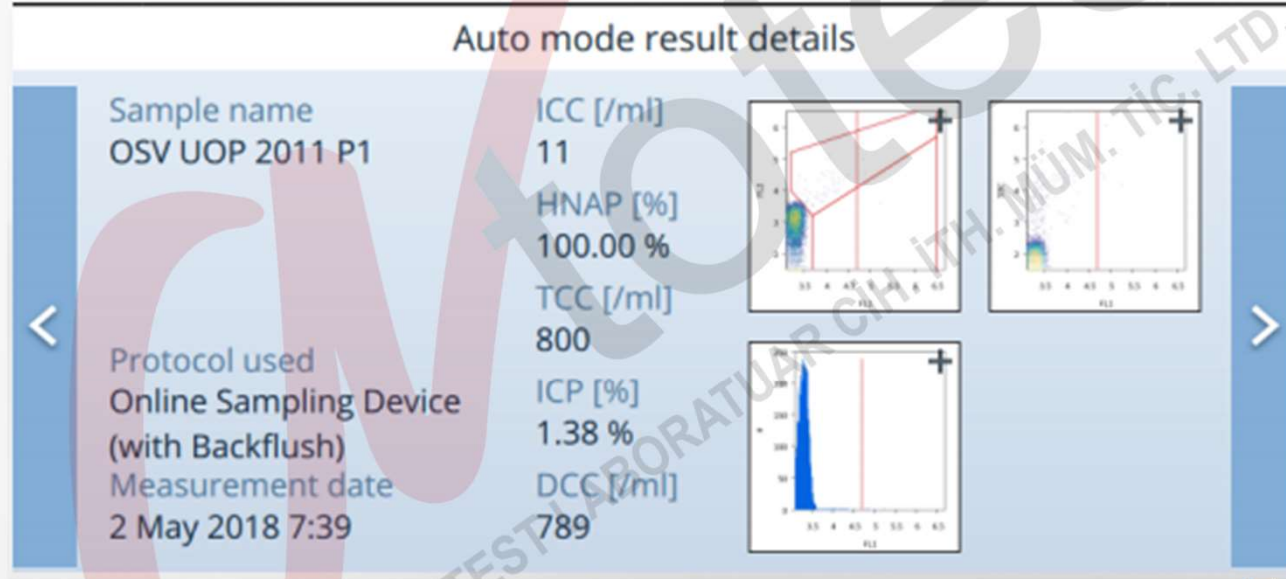 Auto mode result details
Sample name
OSV UOP 2011 P1
Protocol used
Online Sampling Device
(with Backflush)
Measurement date
2 May 2018 7:39
ICC [/ml]
11
HNAP [%]
100.00 %
TCC [/ml]
800
ICP [%]
1.38 %
DCC [/ml]
789
TEST LABORATUAR CİH. İTH. MÜM. TİC. LTD.